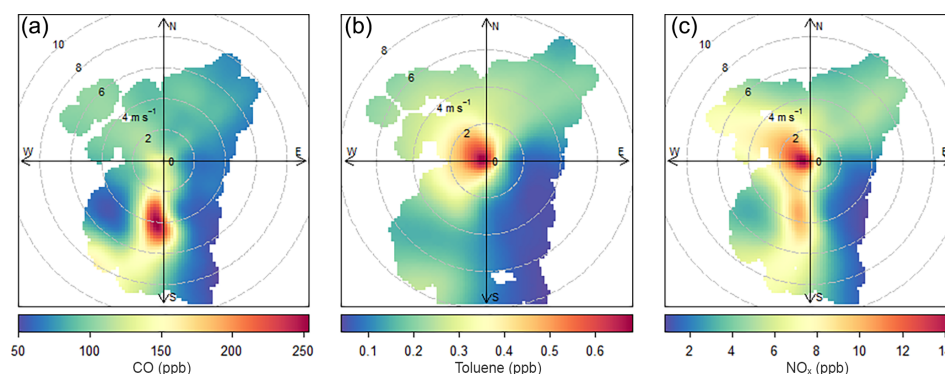 (a) (b) (c)
N N N
10 10 10
8 8 8
6 6 6
4 m s⁻¹ 4 m s⁻¹ 4 m s⁻¹
2 2 2
W 0 E W 0 E W 0 E
S S S
50 100 150 200 250 0.1 0.2 0.3 0.4 0.5 0.6 2 4 6 8 10 12
CO (ppb) Toluene (ppb) NOₓ (ppb)